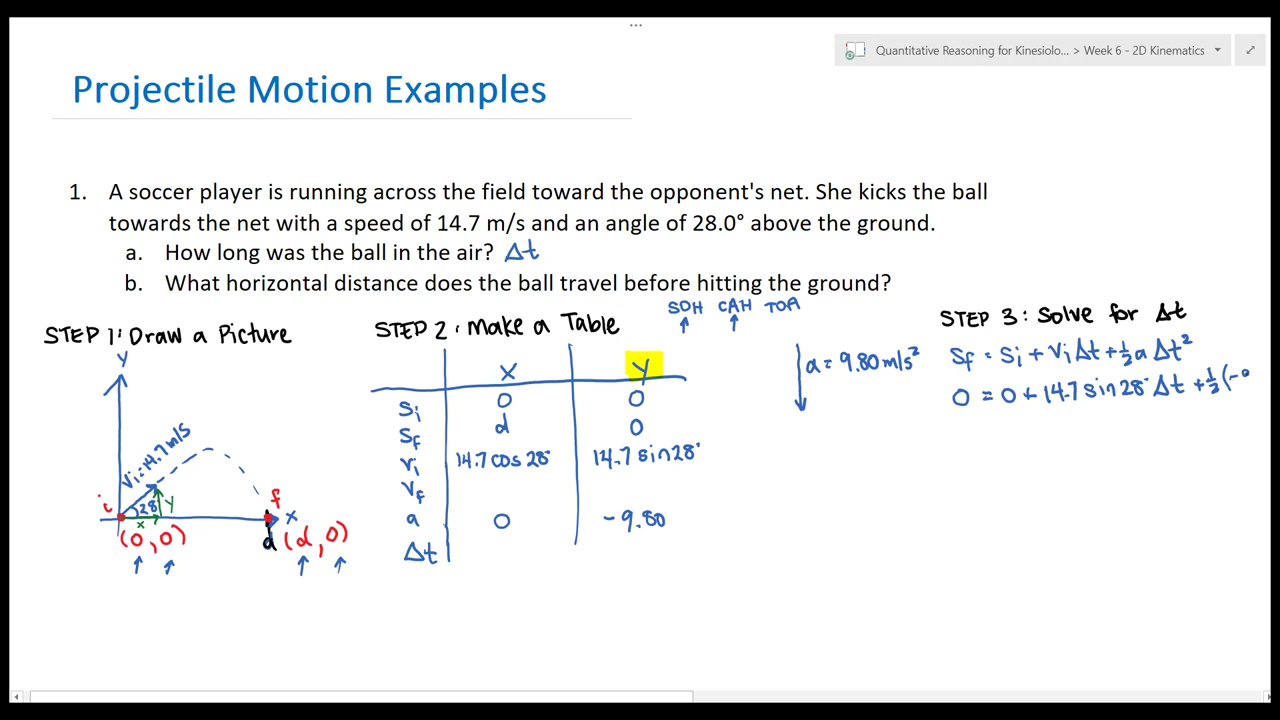 Quantitative Reasoning for Kinesiolo... > Week 6 - 2D Kinematics
Projectile Motion Examples
1. A soccer player is running across the field toward the opponent's net. She kicks the ball
towards the net with a speed of 14.7 m/s and an angle of 28.0° above the ground.
a. How long was the ball in the air? Δt
b. What horizontal distance does the ball travel before hitting the ground?
STEP 1: Draw a Picture
Y
Vi=14.7m/s
28°
Y
x
i
f
x
d
(0,0)
(d,0)
STEP 2: Make a Table
SOH CAH TOA
X Y
Si 0 0
Sf d 0
Vi 14.7 cos 28° 14.7 sin 28°
Vf
a 0 -9.80
Δt
a = 9.80 m/s²
STEP 3: Solve for Δt
Sf = Si + ViΔt + ½ a Δt²
0 = 0 + 14.7 sin 28° Δt + ½ (-